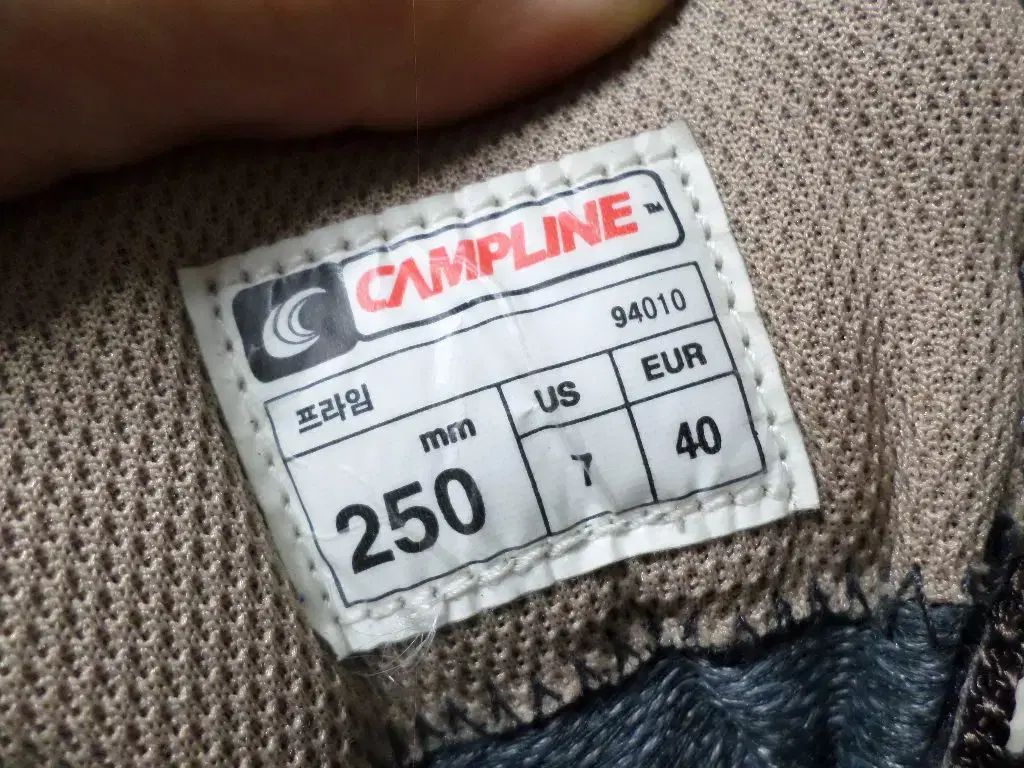 CAMPLINE™
프라임 94010
mm US EUR
250 7 40